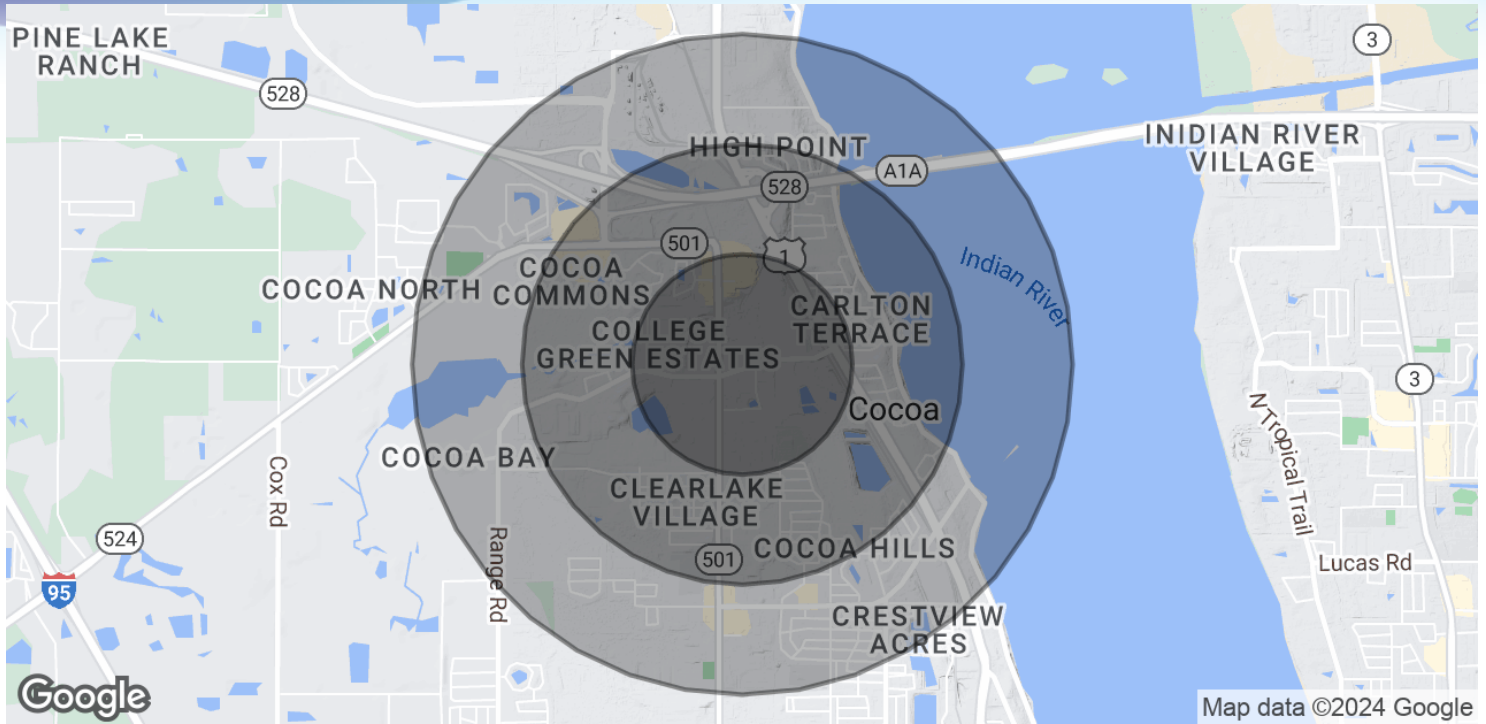 PINE LAKE
RANCH
3
528
HIGH POINT
INIDIAN RIVER
VILLAGE
A1A
528
501
1
Indian River
COCOA
COMMONS
COCOA NORTH
CARLTON
TERRACE
COLLEGE
GREEN ESTATES
3
Cocoa
N Tropical Trail
COCOA BAY
Cox Rd
CLEARLAKE
VILLAGE
524
Range Rd
501
COCOA HILLS
Lucas Rd
95
CRESTVIEW
ACRES
Google
Map data ©2024 Google